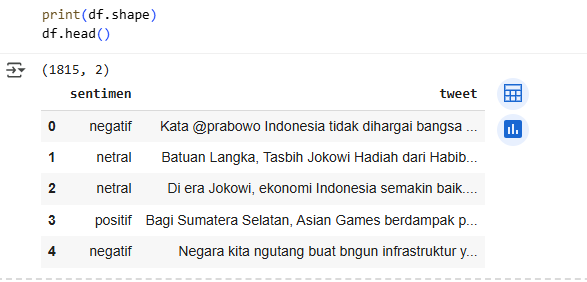 print(df.shape)
df.head()
(1815, 2)
sentimen tweet
0 negatif Kata @prabowo Indonesia tidak dihargai bangsa ...
1 netral Batuan Langka, Tasbih Jokowi Hadiah dari Habib...
2 netral Di era Jokowi, ekonomi Indonesia semakin baik....
3 positif Bagi Sumatera Selatan, Asian Games berdampak p...
4 negatif Negara kita ngutang buat bngun infrastruktur y...